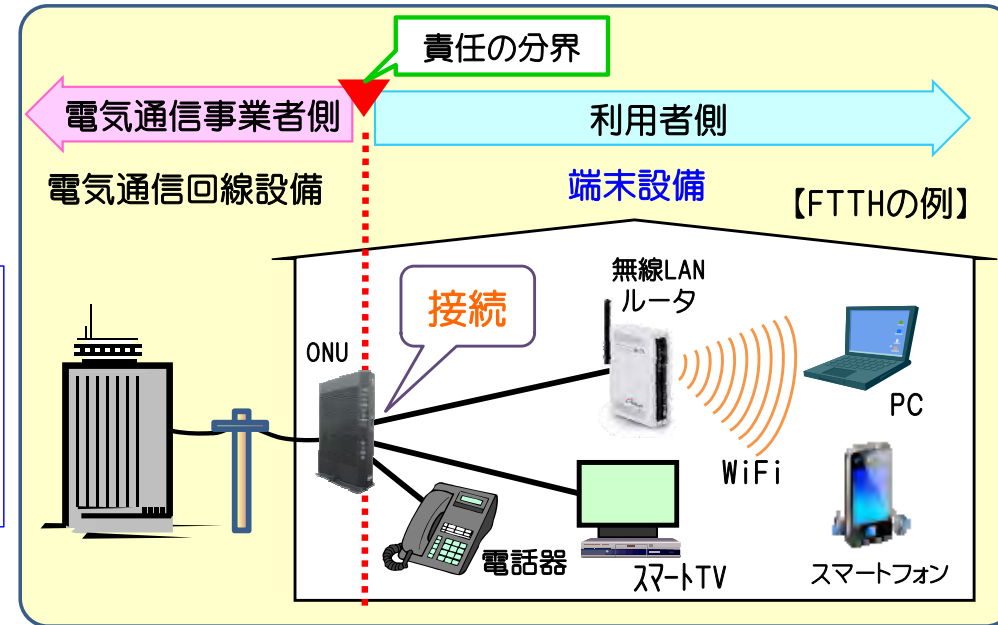 責任の分界
電気通信事業者側
利用者側
電気通信回線設備
端末設備
【FTTHの例】
無線LAN
ルータ
接続
ONU
PC
WiFi
電話器
スマートTV
スマートフォン